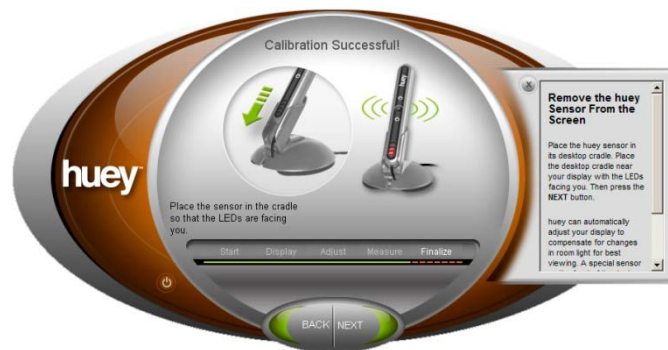 Calibration Successful!
huey
huey
Place the sensor in the cradle
so that the LEDs are facing
you.
Start Display Adjust Measure Finalize
BACK NEXT
Remove the huey
Sensor From the
Screen
Place the huey sensor in
its desktop cradle. Place
the desktop cradle near
your display with the LEDs
facing you. Then press the
NEXT button.
huey can automatically
adjust your display to
compensate for changes
in room light for best
viewing. A special sensor